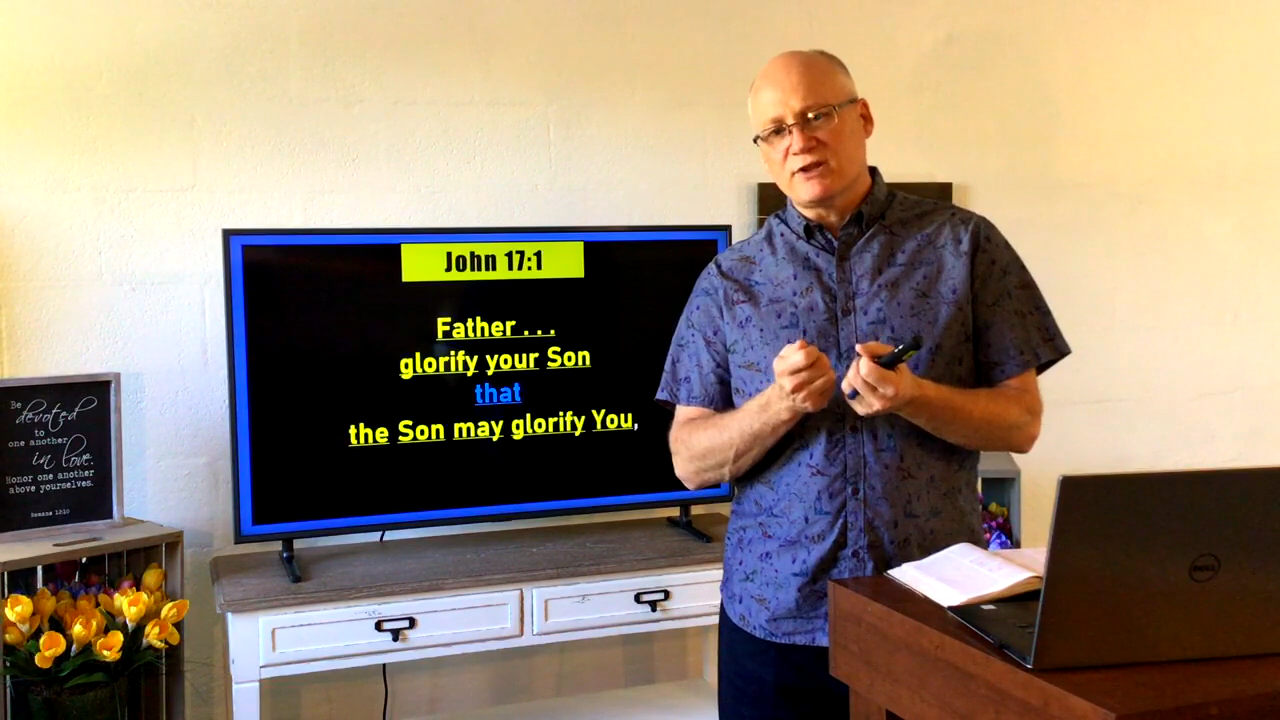 John 17:1
Father . . .
glorify your Son
that
the Son may glorify You,
Be
devoted
to
one another
in love.
Honor one another
above yourselves.
Romans 12:10
DELL